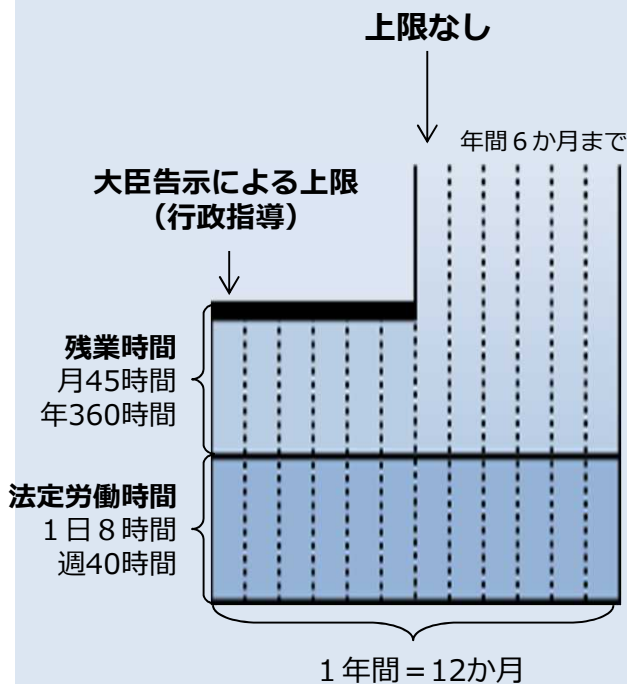 上限なし
年間６か月まで
大臣告示による上限
（行政指導）
残業時間
月45時間
年360時間
法定労働時間
１日８時間
週40時間
１年間＝12か月